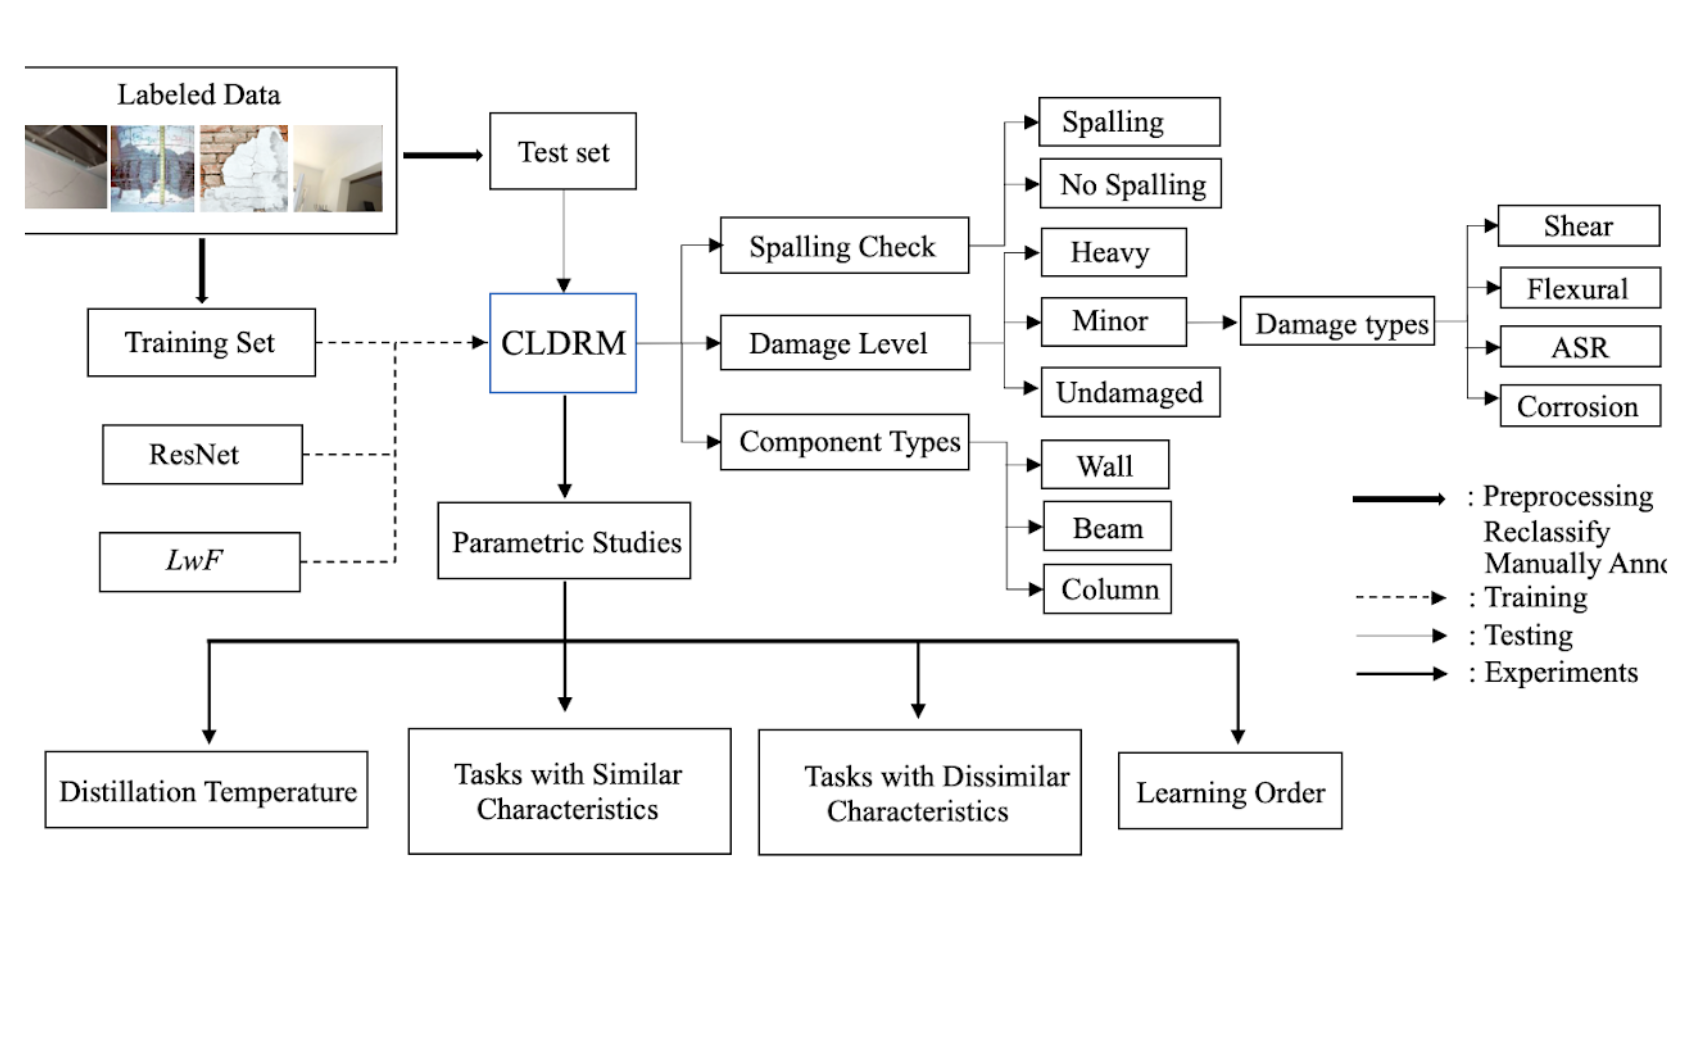 Labeled Data
Test set
Training Set
ResNet
LwF
CLDRM
Spalling Check
Damage Level
Component Types
Spalling
No Spalling
Heavy
Minor
Undamaged
Wall
Beam
Column
Damage types
Shear
Flexural
ASR
Corrosion
: Preprocessing
Reclassify
Manually
: Training
: Testing
: Experiments
Parametric Studies
Distillation Temperature
Tasks with Similar
Characteristics
Tasks with Dissimilar
Characteristics
Learning Order